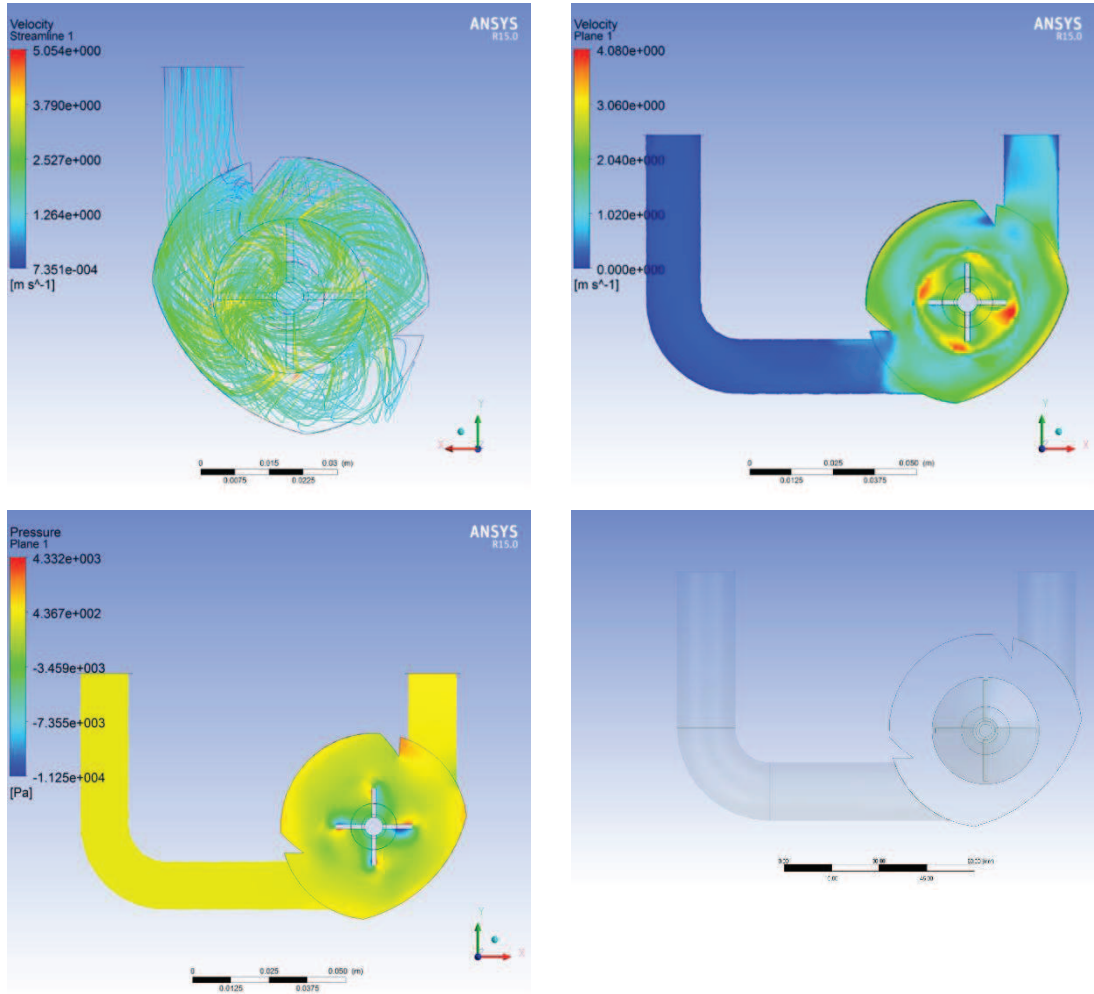 Velocity
Streamline 1
5.054e+000
3.790e+000
2.527e+000
1.264e+000
7.351e-004
[m s^-1]
ANSYS
R15.0
Y
X
0 0.015 0.03 (m)
0.0075 0.0225
Velocity
Plane 1
4.080e+000
3.060e+000
2.040e+000
1.020e+000
0.000e+000
[m s^-1]
ANSYS
R15.0
Y
X
0 0.025 0.050 (m)
0.0125 0.0375
Pressure
Plane 1
4.332e+003
4.367e+002
-3.459e+003
-7.355e+003
-1.125e+004
[Pa]
ANSYS
R15.0
Y
X
0 0.025 0.050 (m)
0.0125 0.0375
45.00